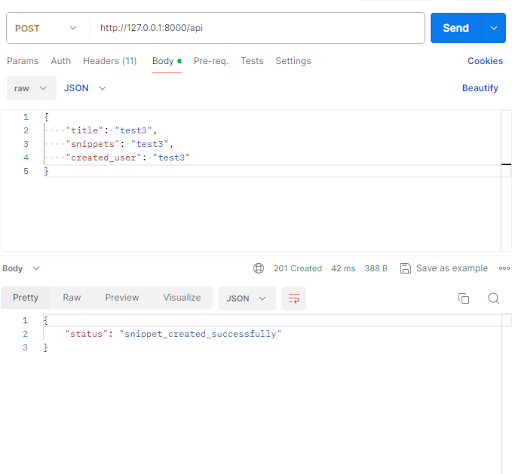 POST http://127.0.0.1:8000/api Send
Params Auth Headers (11) Body Pre-req. Tests Settings Cookies
raw JSON Beautify
1 {
2 "title": "test3",
3 "snippets": "test3",
4 "created_user": "test3"
5 }
Body 201 Created 42 ms 388 B Save as example
Pretty Raw Preview Visualize JSON
1 {
2 "status": "snippet_created_successfully"
3 }